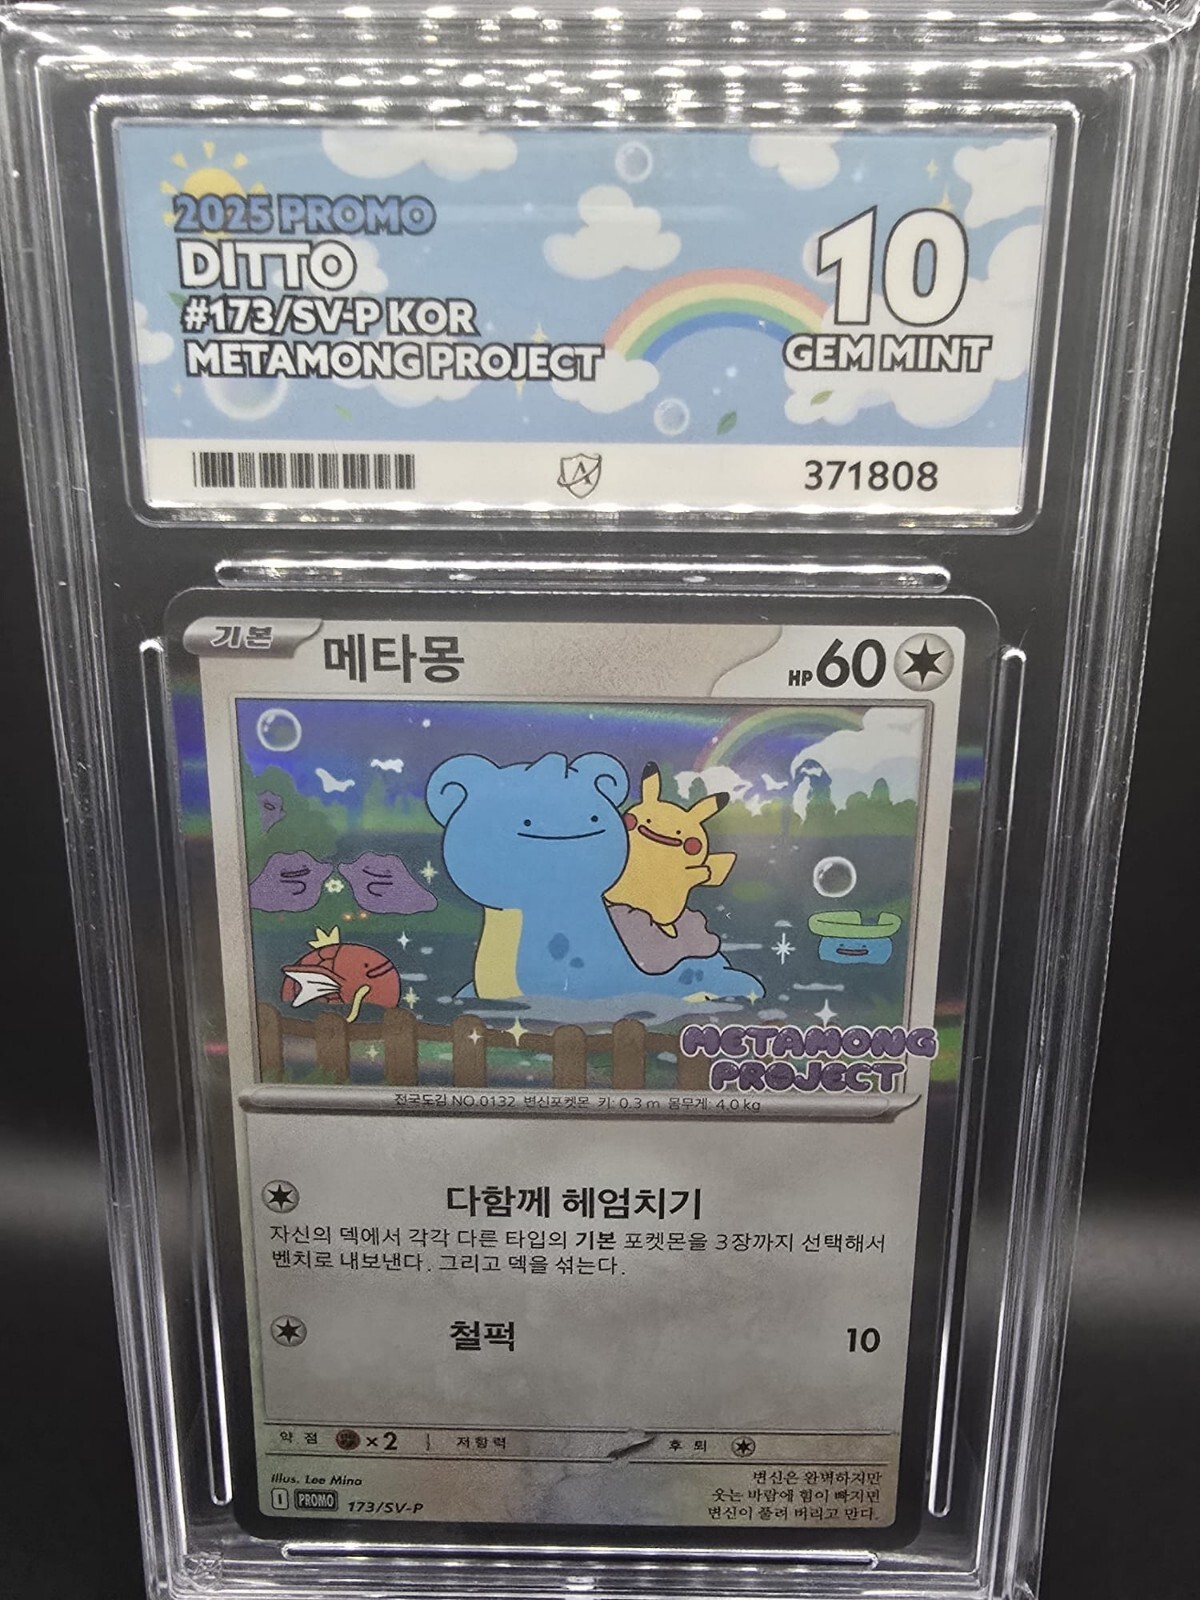 2025 PROMO
DITTO
#173/SV-P KOR
METAMONG PROJECT
10
GEM MINT
371808
기본
메타몽
HP 60
METAMONG
PROJECT
전국도감 NO.0132 변신포켓몬 키: 0.3 m 몸무게: 4.0 kg
다함께 헤엄치기
자신의 덱에서 각각 다른 타입의 기본 포켓몬을 3장까지 선택해서
벤치로 내보낸다. 그리고 덱을 섞는다.
철퍽 10
약점 ×2 저항력 후퇴
Illus. Lee Mina
I PROMO 173/SV-P
변신은 완벽하지만
웃는 바람에 힘이 빠지면
변신이 풀려 버리고 만다.